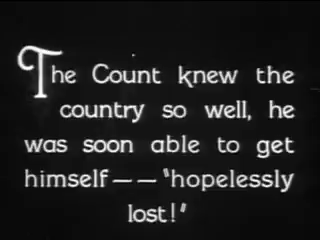 The Count knew the
country so well, he
was soon able to get
himself — — "hopelessly
lost!"